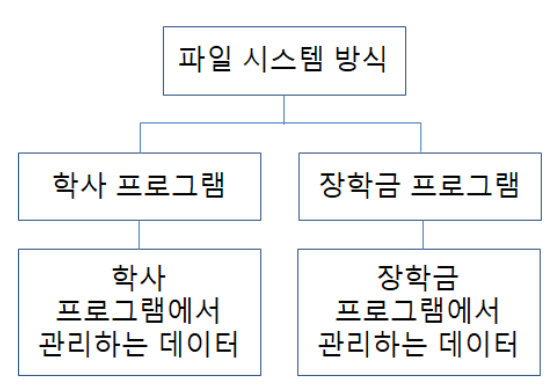 파일 시스템 방식
학사 프로그램
장학금 프로그램
학사
프로그램에서
관리하는 데이터
장학금
프로그램에서
관리하는 데이터